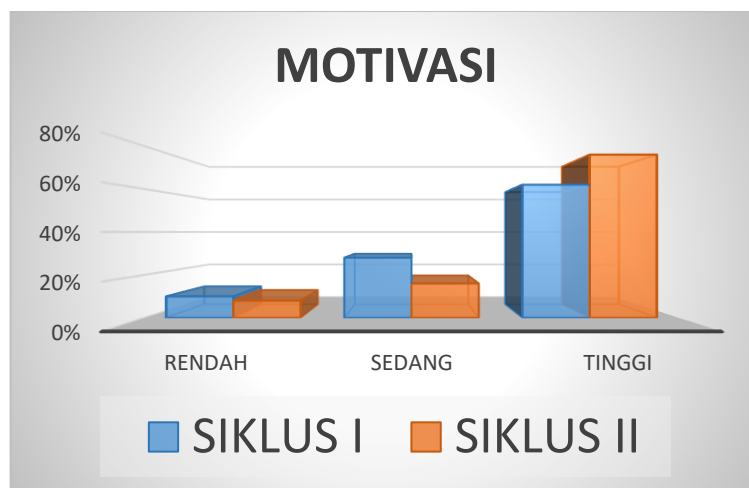 MOTIVASI
80%
60%
40%
20%
0%
RENDAH SEDANG TINGGI
SIKLUS I SIKLUS II